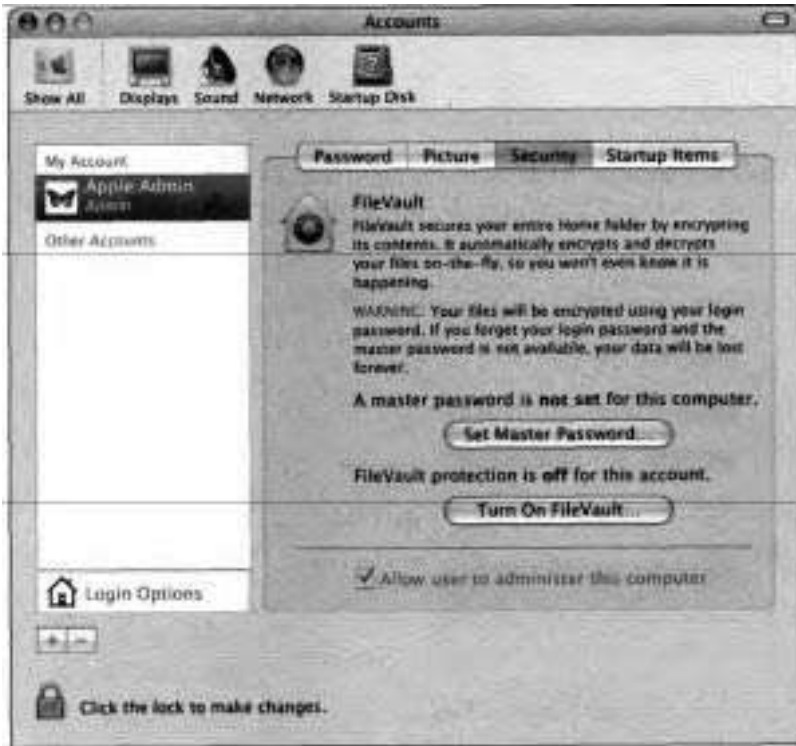 Accounts
Show All Displays Sound Network Startup Disk
Password Picture Security Startup Items
My Account
Apple Admin
Admin
Other Accounts
FileVault
FileVault secures your entire Home folder by encrypting
its contents. It automatically encrypts and decrypts
your files on-the-fly, so you won't even know it is
happening.
WARNING: Your files will be encrypted using your login
password. If you forget your login password and the
master password is not available, your data will be lost
forever.
A master password is not set for this computer.
Set Master Password...
FileVault protection is off for this account.
Turn On FileVault...
Allow user to administer this computer
Login Options
+ −
Click the lock to make changes.